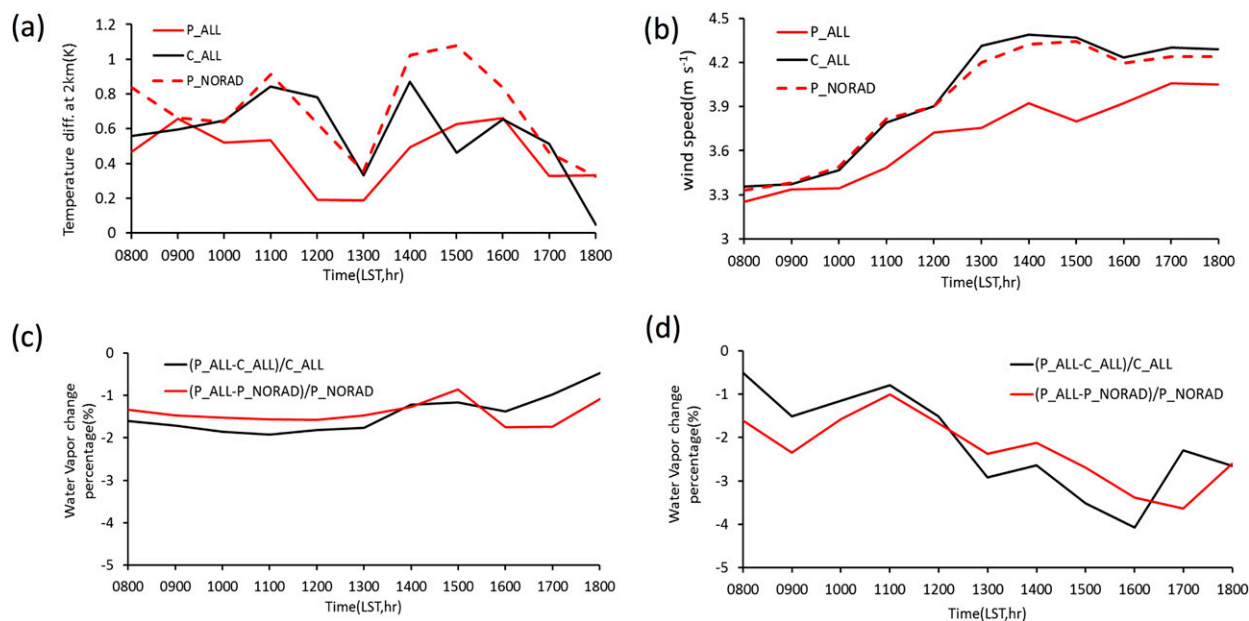 (a)
P_ALL
C_ALL
P_NORAD
Temperature diff. at 2km(K)
1.2
1
0.8
0.6
0.4
0.2
0
0800 0900 1000 1100 1200 1300 1400 1500 1600 1700 1800
Time(LST,hr)
(b)
P_ALL
C_ALL
P_NORAD
wind speed(m s⁻¹)
4.5
4.2
3.9
3.6
3.3
3
0800 0900 1000 1100 1200 1300 1400 1500 1600 1700 1800
Time(LST,hr)
(c)
(P_ALL-C_ALL)/C_ALL
(P_ALL-P_NORAD)/P_NORAD
Water Vapor change
percentage(%)
0
-1
-2
-3
-4
-5
0800 0900 1000 1100 1200 1300 1400 1500 1600 1700 1800
Time(LST,hr)
(d)
(P_ALL-C_ALL)/C_ALL
(P_ALL-P_NORAD)/P_NORAD
Water Vapor change
percentage(%)
0
-1
-2
-3
-4
-5
0800 0900 1000 1100 1200 1300 1400 1500 1600 1700 1800
Time(LST,hr)